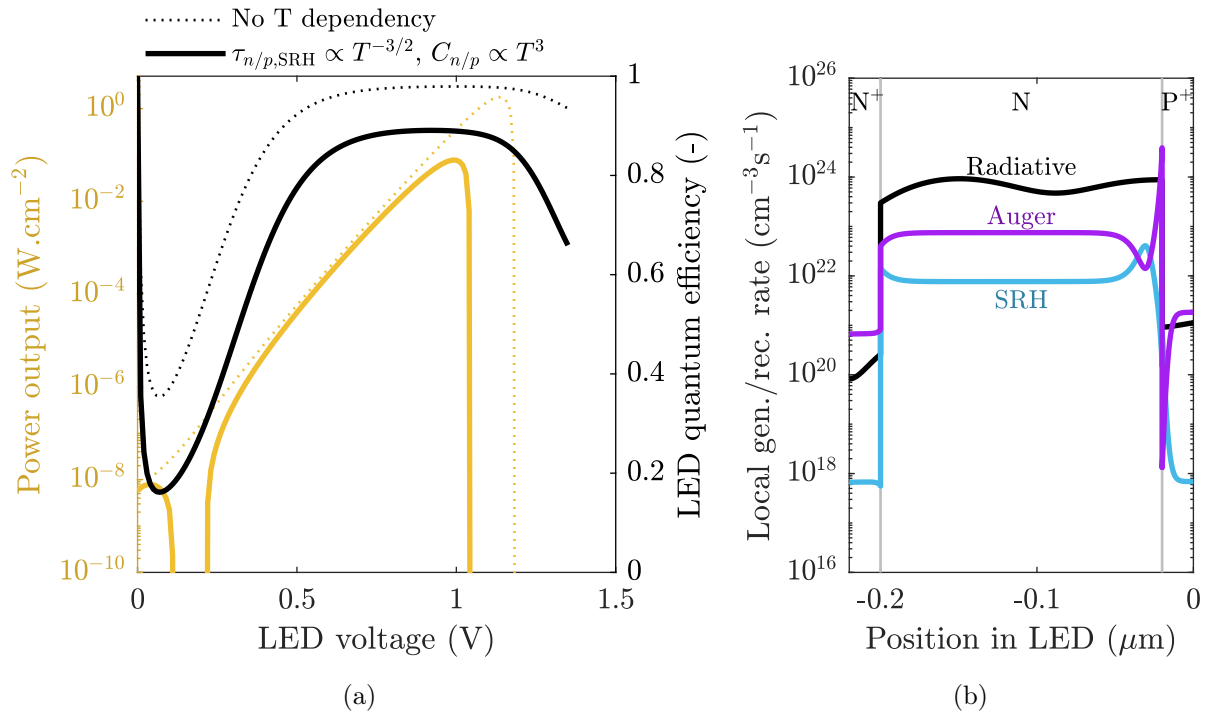 No T dependency
τn/p,SRH ∝ T^−3/2, Cn/p ∝ T^3
Power output (W.cm^−2)
10^0
10^−2
10^−4
10^−6
10^−8
10^−10
0
0.5
1
1.5
LED voltage (V)
1
0.8
0.6
0.4
0.2
0
LED quantum efficiency (-)
(a)
Local gen./rec. rate (cm^−3s^−1)
10^26
10^24
10^22
10^20
10^18
10^16
N^+
N
P^+
Radiative
Auger
SRH
-0.2
-0.1
0
Position in LED (μm)
(b)